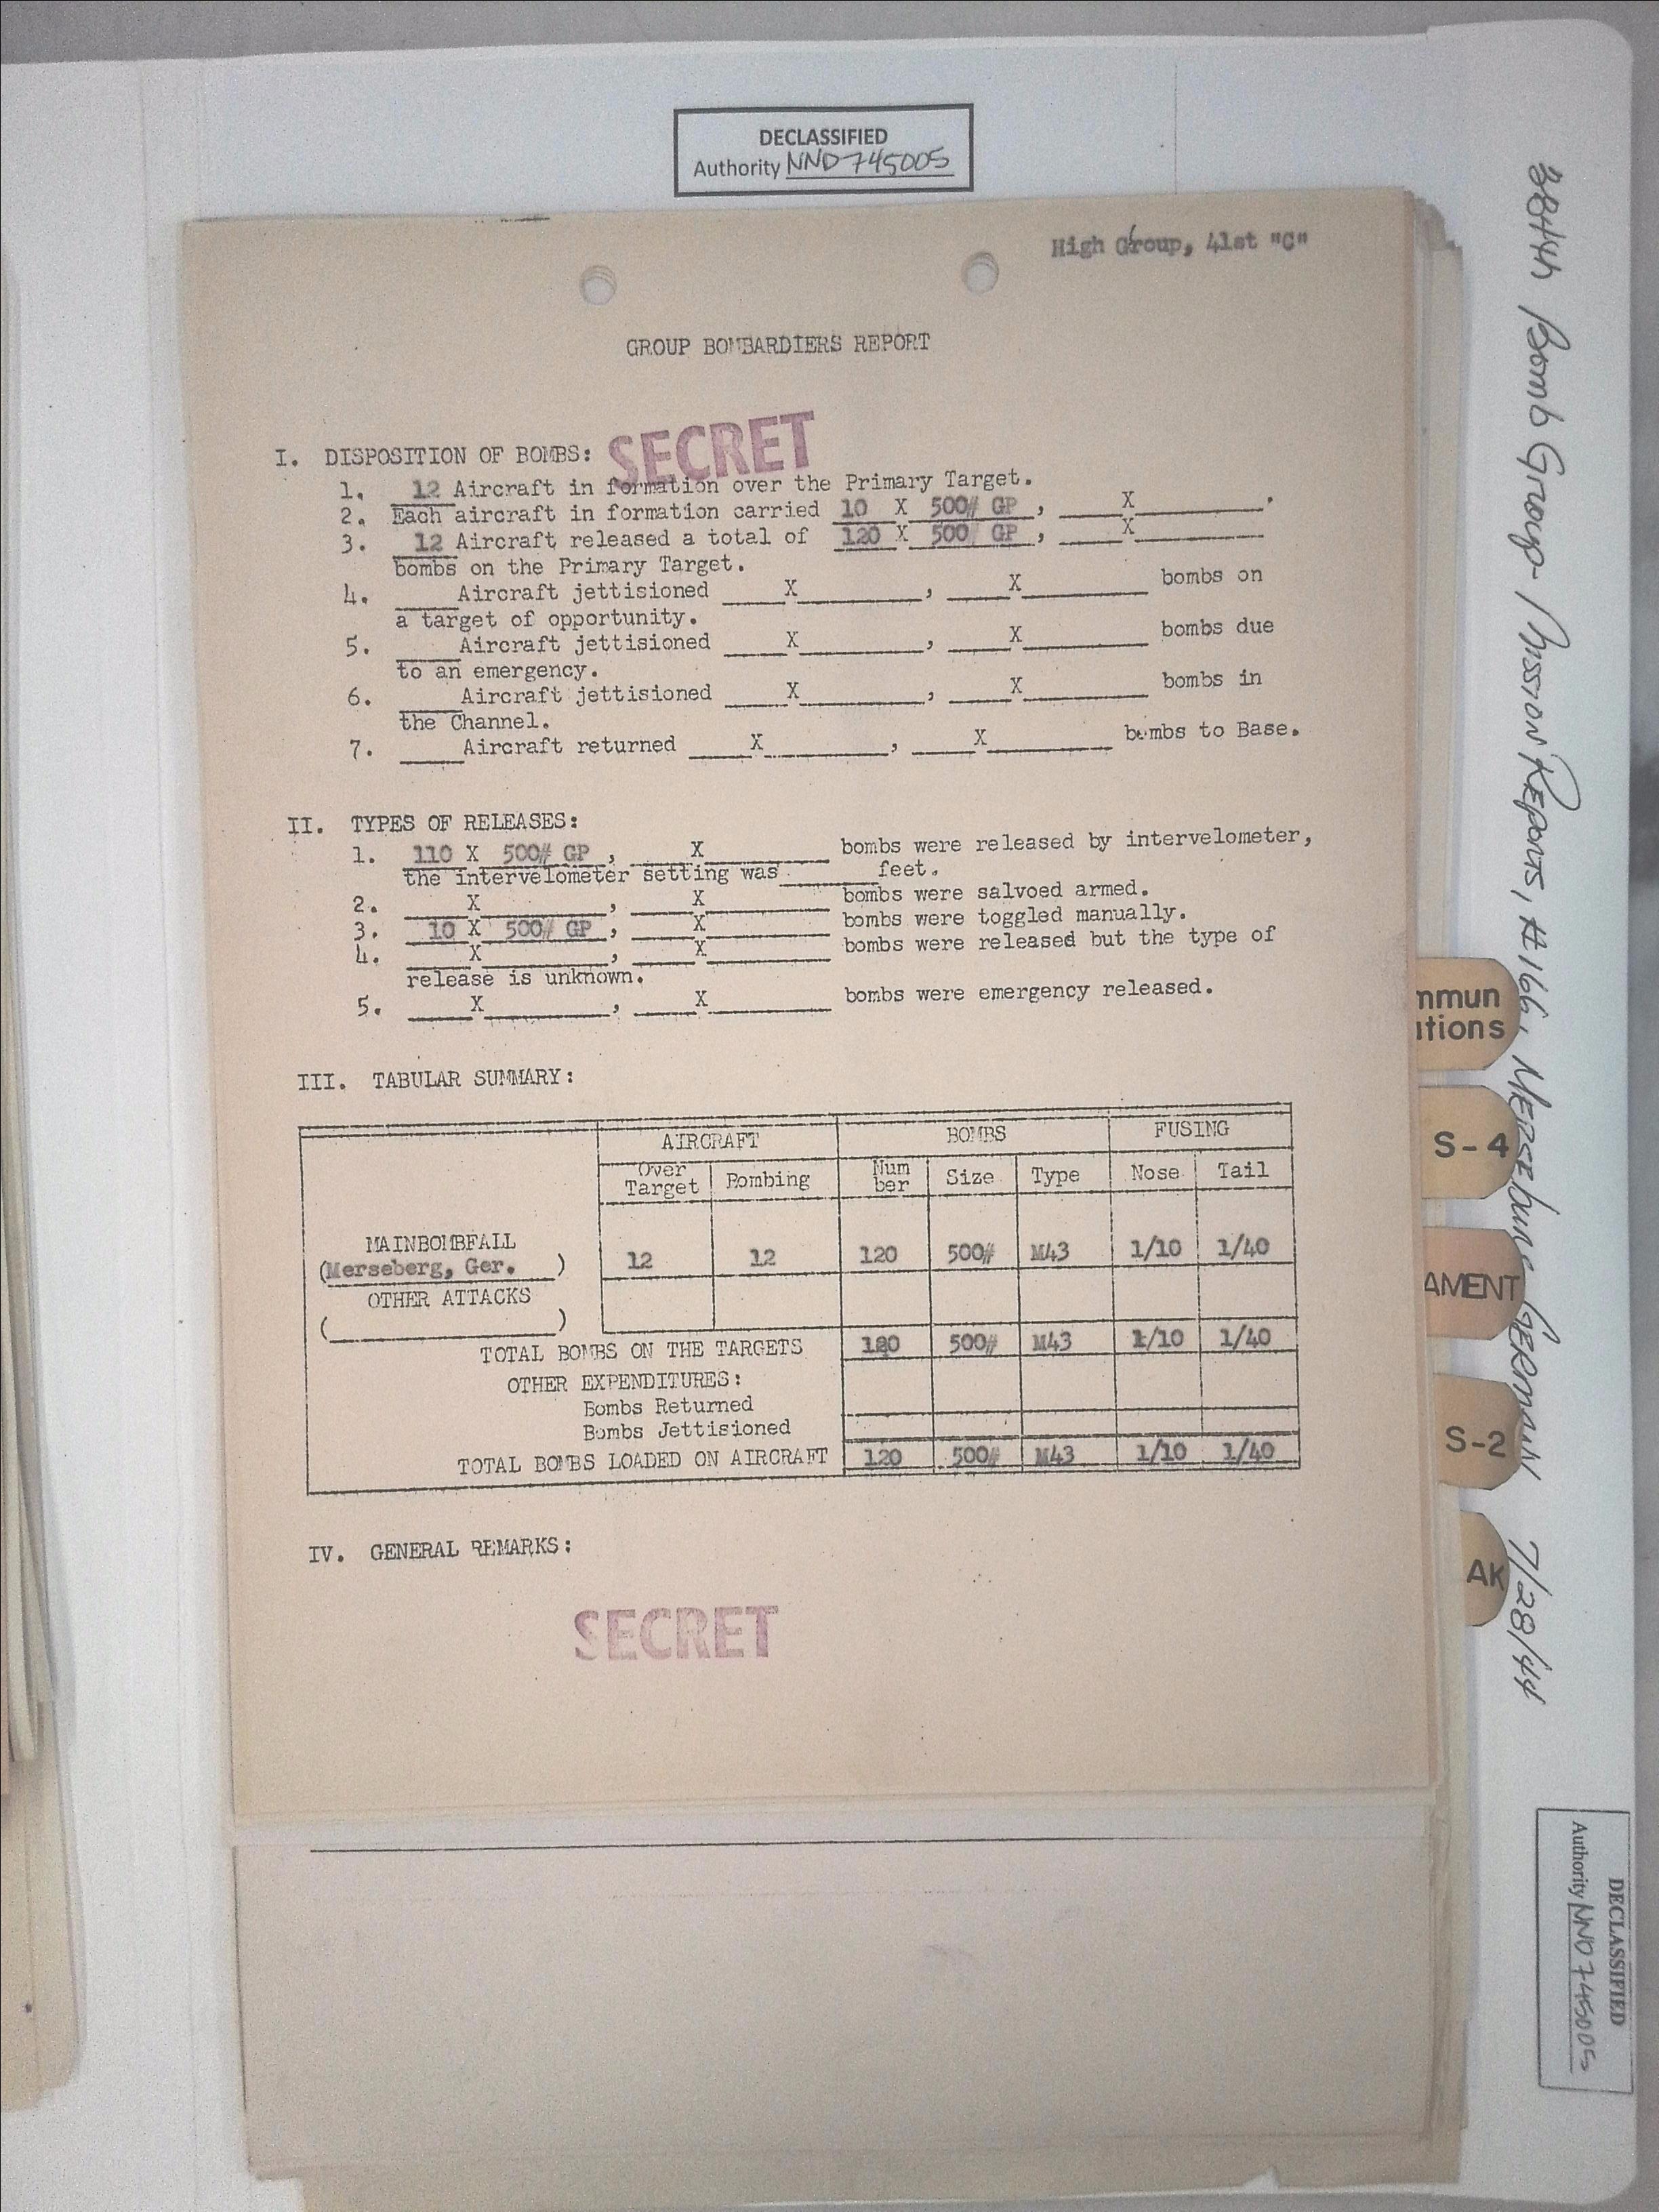 DECLASSIFIED
Authority NND 745005
High Group, 41st "C"
GROUP BOMBARDIERS REPORT
SECRET
I. DISPOSITION OF BOMBS:
1. 12 Aircraft in formation over the Primary Target.
2. Each aircraft in formation carried 10 X 500# GP , X .
3. 12 Aircraft released a total of 120 X 500 GP , X
bombs on the Primary Target.
4. Aircraft jettisioned X , X bombs on
a target of opportunity.
5. Aircraft jettisioned X , X bombs due
to an emergency.
6. Aircraft jettisioned X , X bombs in
the Channel.
7. Aircraft returned X , X bombs to Base.
II. TYPES OF RELEASES:
1. 110 X 500# GP , X bombs were released by intervelometer,
the intervelometer setting was feet.
2. X , X bombs were salvoed armed.
3. 10 X 500# GP , X bombs were toggled manually.
4. X , X bombs were released but the type of
release is unknown.
5. X , X bombs were emergency released.
III. TABULAR SUMMARY:
AIRCRAFT BOMBS FUSING
Over Target Bombing Num ber Size Type Nose Tail
MAINBOMBFALL
(Merseberg, Ger. ) 12 12 120 500# M43 1/10 1/40
OTHER ATTACKS
( )
TOTAL BOMBS ON THE TARGETS 120 500# M43 1/10 1/40
OTHER EXPENDITURES:
Bombs Returned
Bombs Jettisioned
TOTAL BOMBS LOADED ON AIRCRAFT 120 500# M43 1/10 1/40
IV. GENERAL REMARKS:
SECRET
384th Bomb Group - Mission Reports, #166, Merseburg German 7/28/44
mmun
ations
S-4
AMENT
S-2
AK
DECLASSIFIED
Authority NND 745005